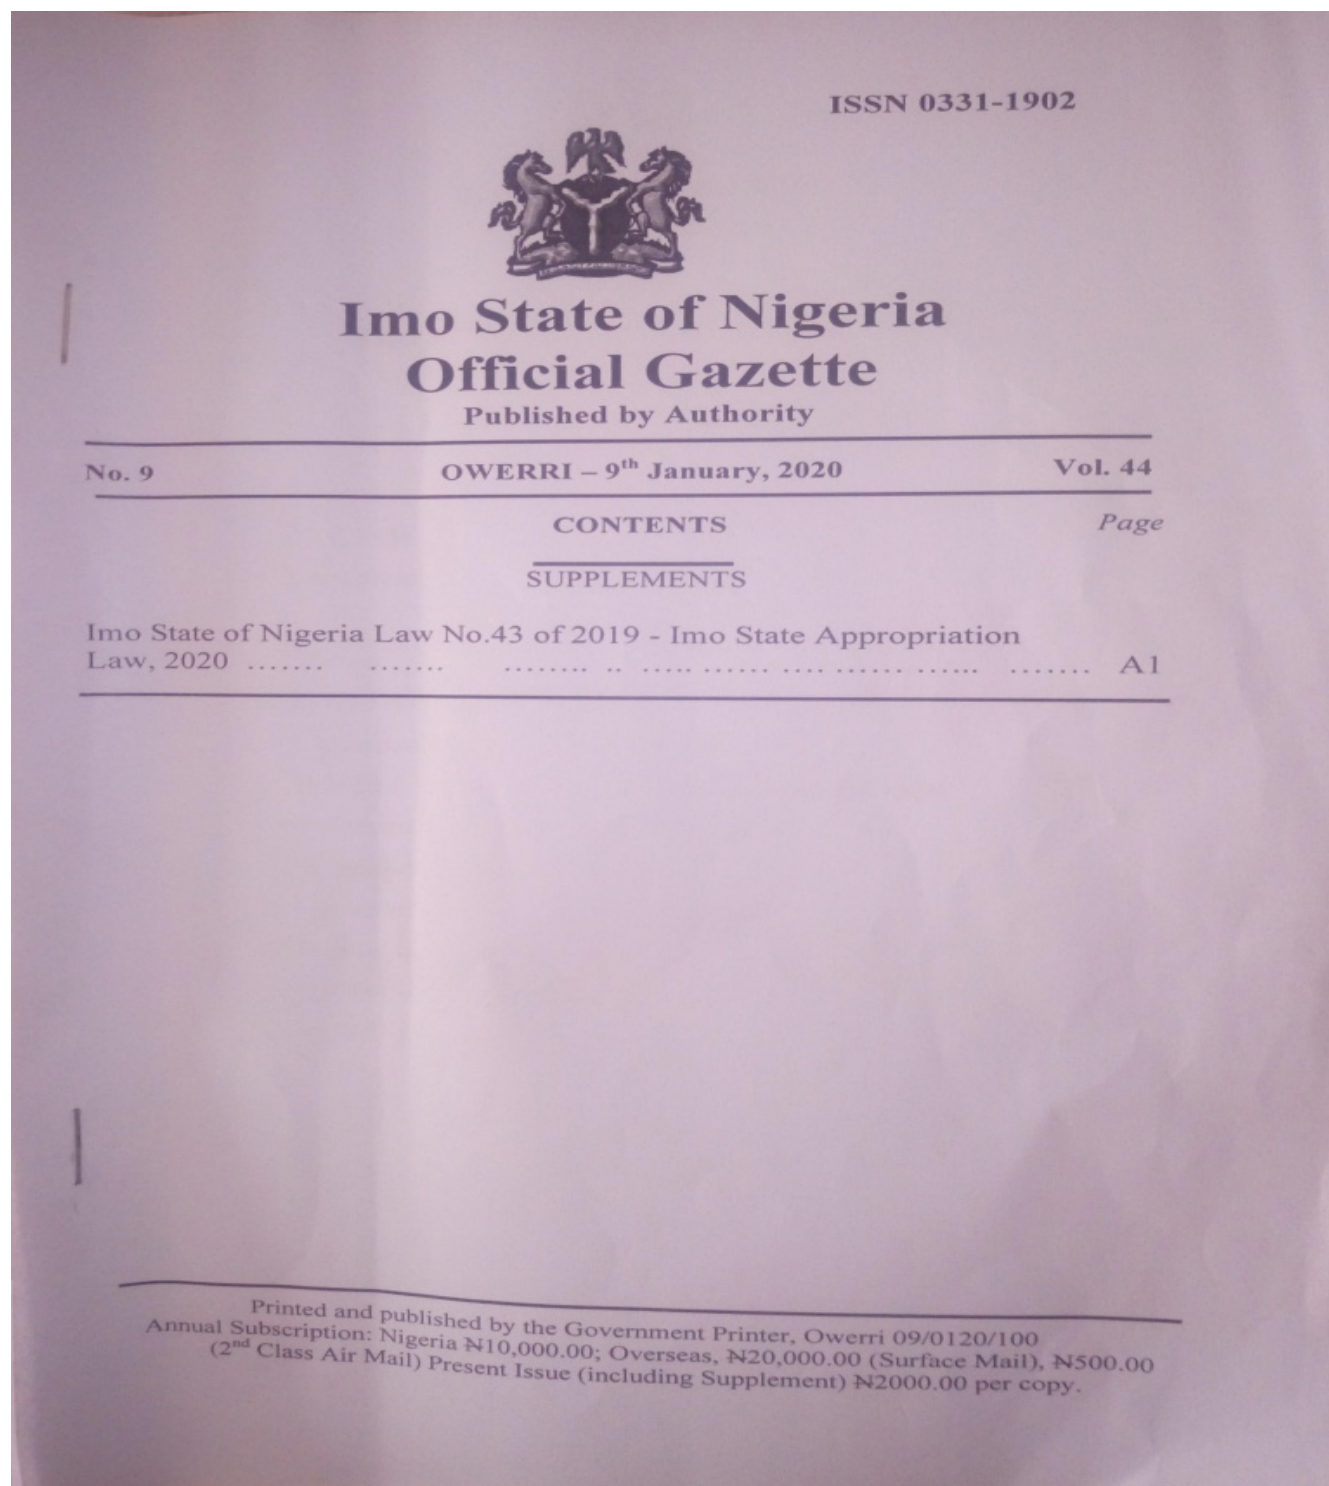 ISSN 0331-1902
Imo State of Nigeria
Official Gazette
Published by Authority
No. 9 OWERRI – 9th January, 2020 Vol. 44
CONTENTS Page
SUPPLEMENTS
Imo State of Nigeria Law No.43 of 2019 - Imo State Appropriation
Law, 2020 ....... ....... ........ .. ..... ...... .... ...... ...... ....... A1
Printed and published by the Government Printer, Owerri 09/0120/100
Annual Subscription: Nigeria ₦10,000.00; Overseas, ₦20,000.00 (Surface Mail), ₦500.00
(2nd Class Air Mail) Present Issue (including Supplement) ₦2000.00 per copy.